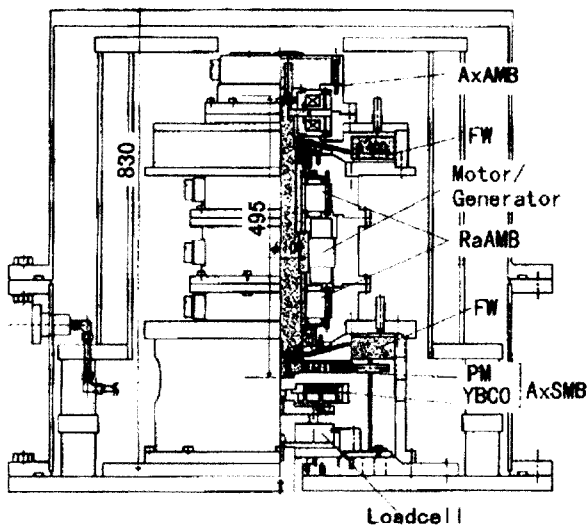 AxAMB
FW
830
Motor/
Generator
495
RaAMB
FW
PM
YBCO
AxSMB
Loadcell